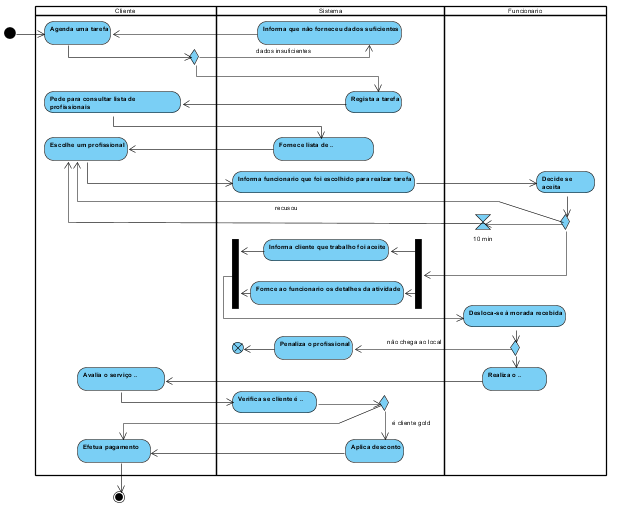 Cliente
Sistema
Funcionario
Agenda uma tarefa
Informa que não forneceu dados suficientes
dados insuficientes
Pede para consultar lista de
profissionais
Regista a tarefa
Escolhe um profissional
Fornece lista de ..
Informa funcionario que foi escolhido para realzar tarefa
Decide se
aceita
recusou
10 min
Informa cliente que trabalho foi aceite
Fornce ao funcionario os detalhes da atividade
Desloca-se à morada recebida
Penaliza o profissional
não chega ao local
Avalia o serviço ..
Realiza o ..
Verifica se cliente é ..
é cliente gold
Efetua pagamento
Aplica desconto